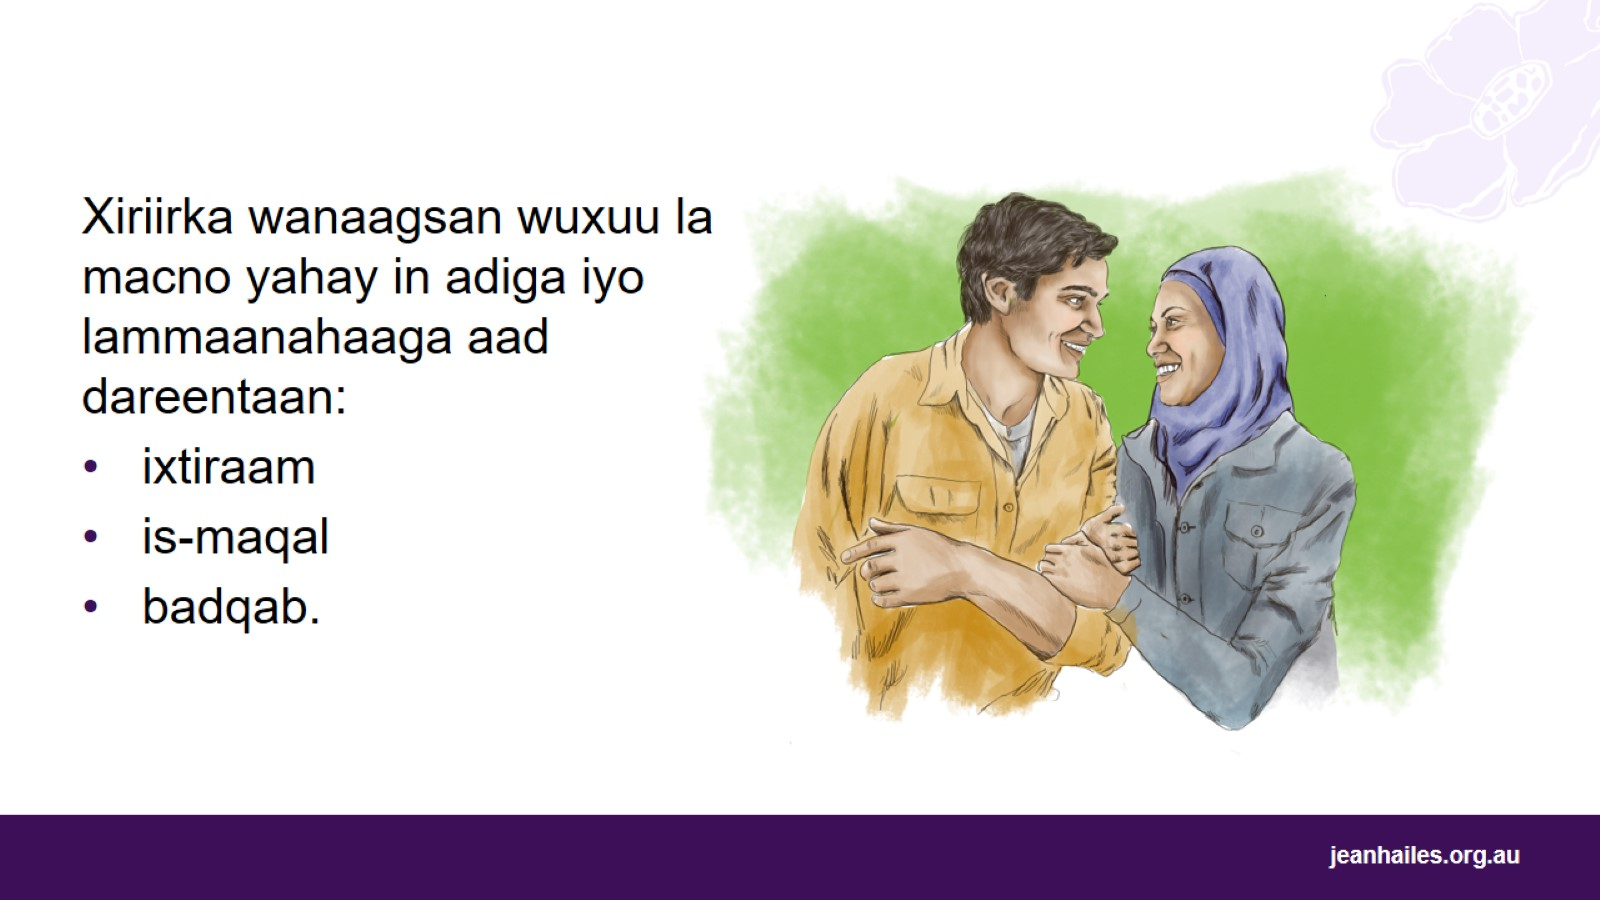 Xiriirka wanaagsan wuxuu la
macno yahay in adiga iyo
lammaanahaaga aad
dareentaan:
• ixtiraam
• is-maqal
• badqab.
jeanhailes.org.au